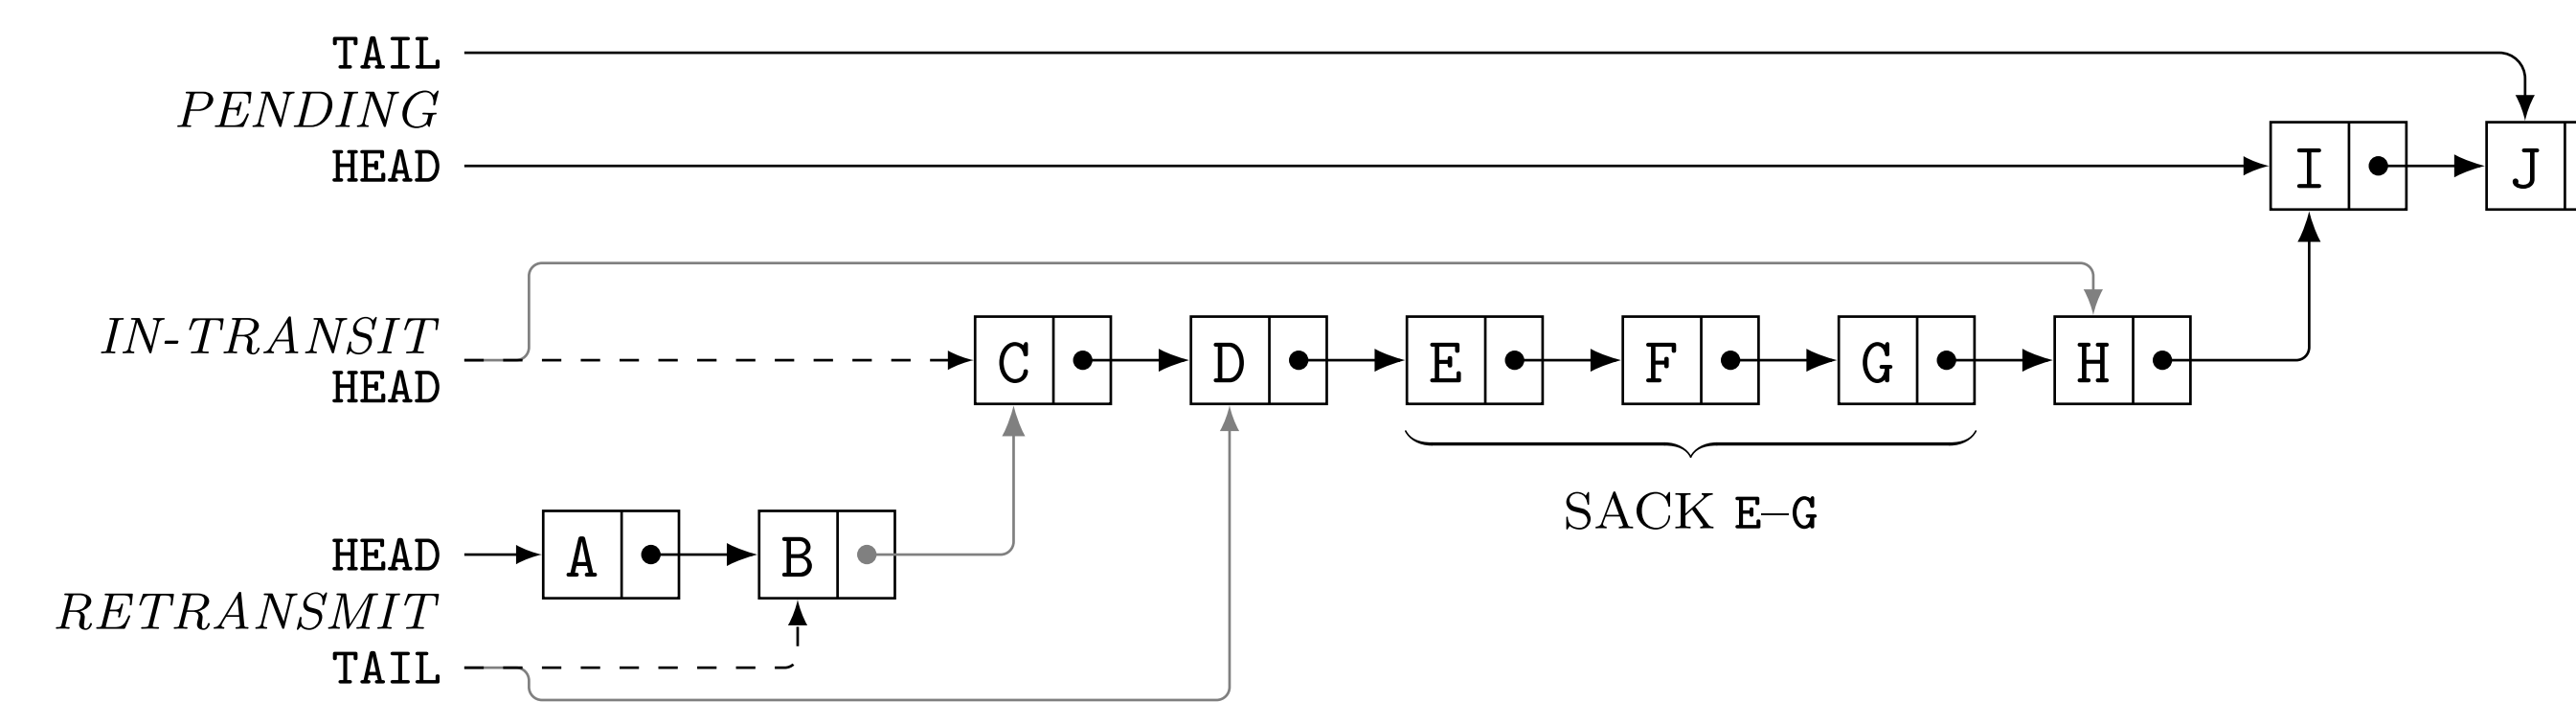 TAIL
PENDING
HEAD
I J
IN-TRANSIT
HEAD
C D E F G H
SACK E–G
HEAD
A B
RETRANSMIT
TAIL